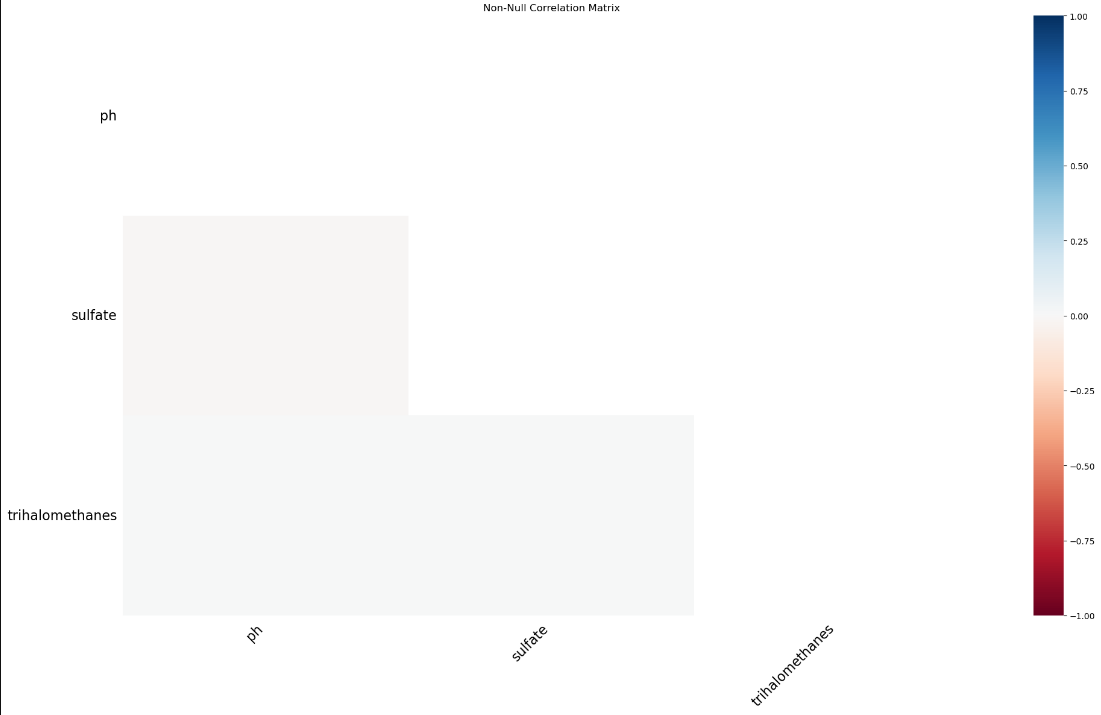 Non-Null Correlation Matrix
ph
sulfate
trihalomethanes
ph
sulfate
trihalomethanes
1.00
0.75
0.50
0.25
0.00
−0.25
−0.50
−0.75
−1.00